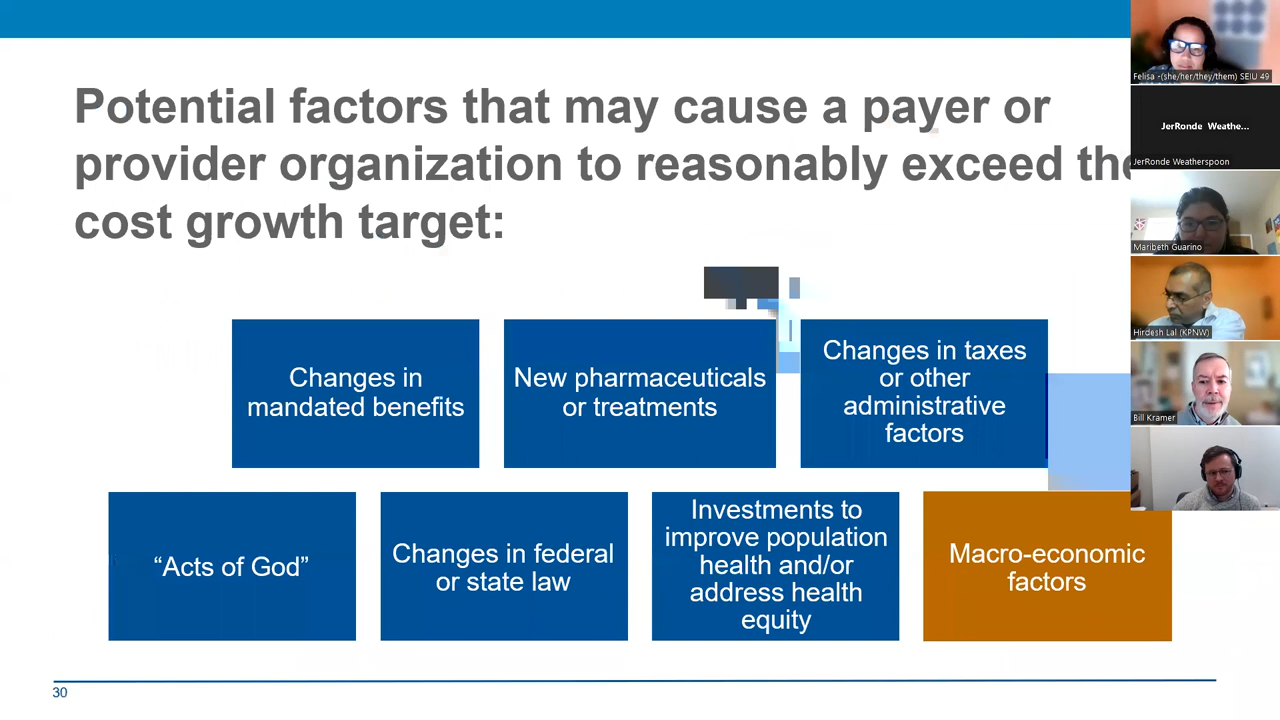 Potential factors that may cause a payer or
provider organization to reasonably exceed the
cost growth target:
Changes in
mandated benefits
New pharmaceuticals
or treatments
Changes in taxes
or other
administrative
factors
“Acts of God”
Changes in federal
or state law
Investments to
improve population
health and/or
address health
equity
Macro-economic
factors
30
Felisa -(she/her/they/them) SEIU 49
JerRonde Weathe...
JerRonde Weatherspoon
Maribeth Guarino
Hirdesh Lal (KPNW)
Bill Kramer